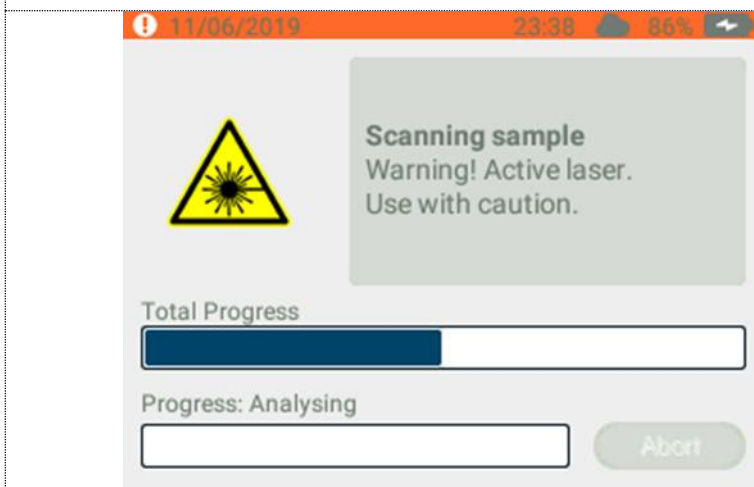 11/06/2019 23:38 86%
Scanning sample
Warning! Active laser.
Use with caution.
Total Progress
Progress: Analysing
Abort